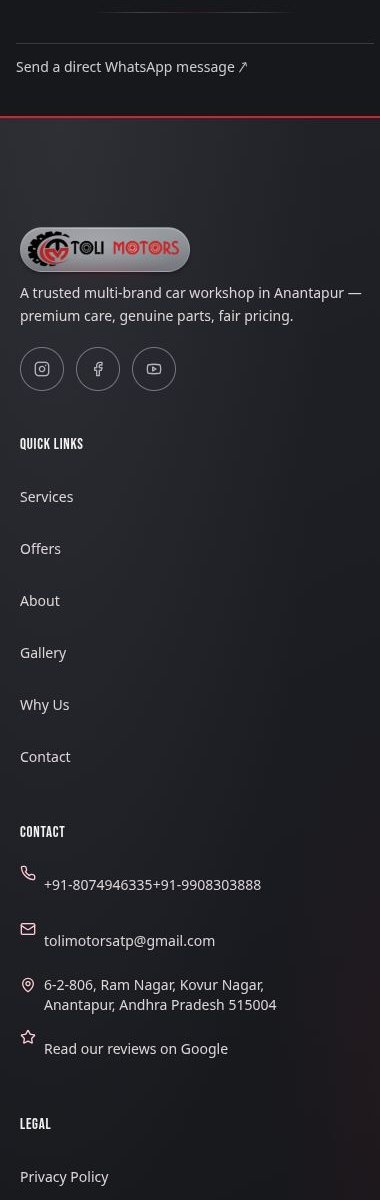 Send a direct WhatsApp message ↗
TOLI MOTORS
A trusted multi-brand car workshop in Anantapur —
premium care, genuine parts, fair pricing.
QUICK LINKS
Services
Offers
About
Gallery
Why Us
Contact
CONTACT
+91-8074946335+91-9908303888
tolimotorsatp@gmail.com
6-2-806, Ram Nagar, Kovur Nagar,
Anantapur, Andhra Pradesh 515004
Read our reviews on Google
LEGAL
Privacy Policy